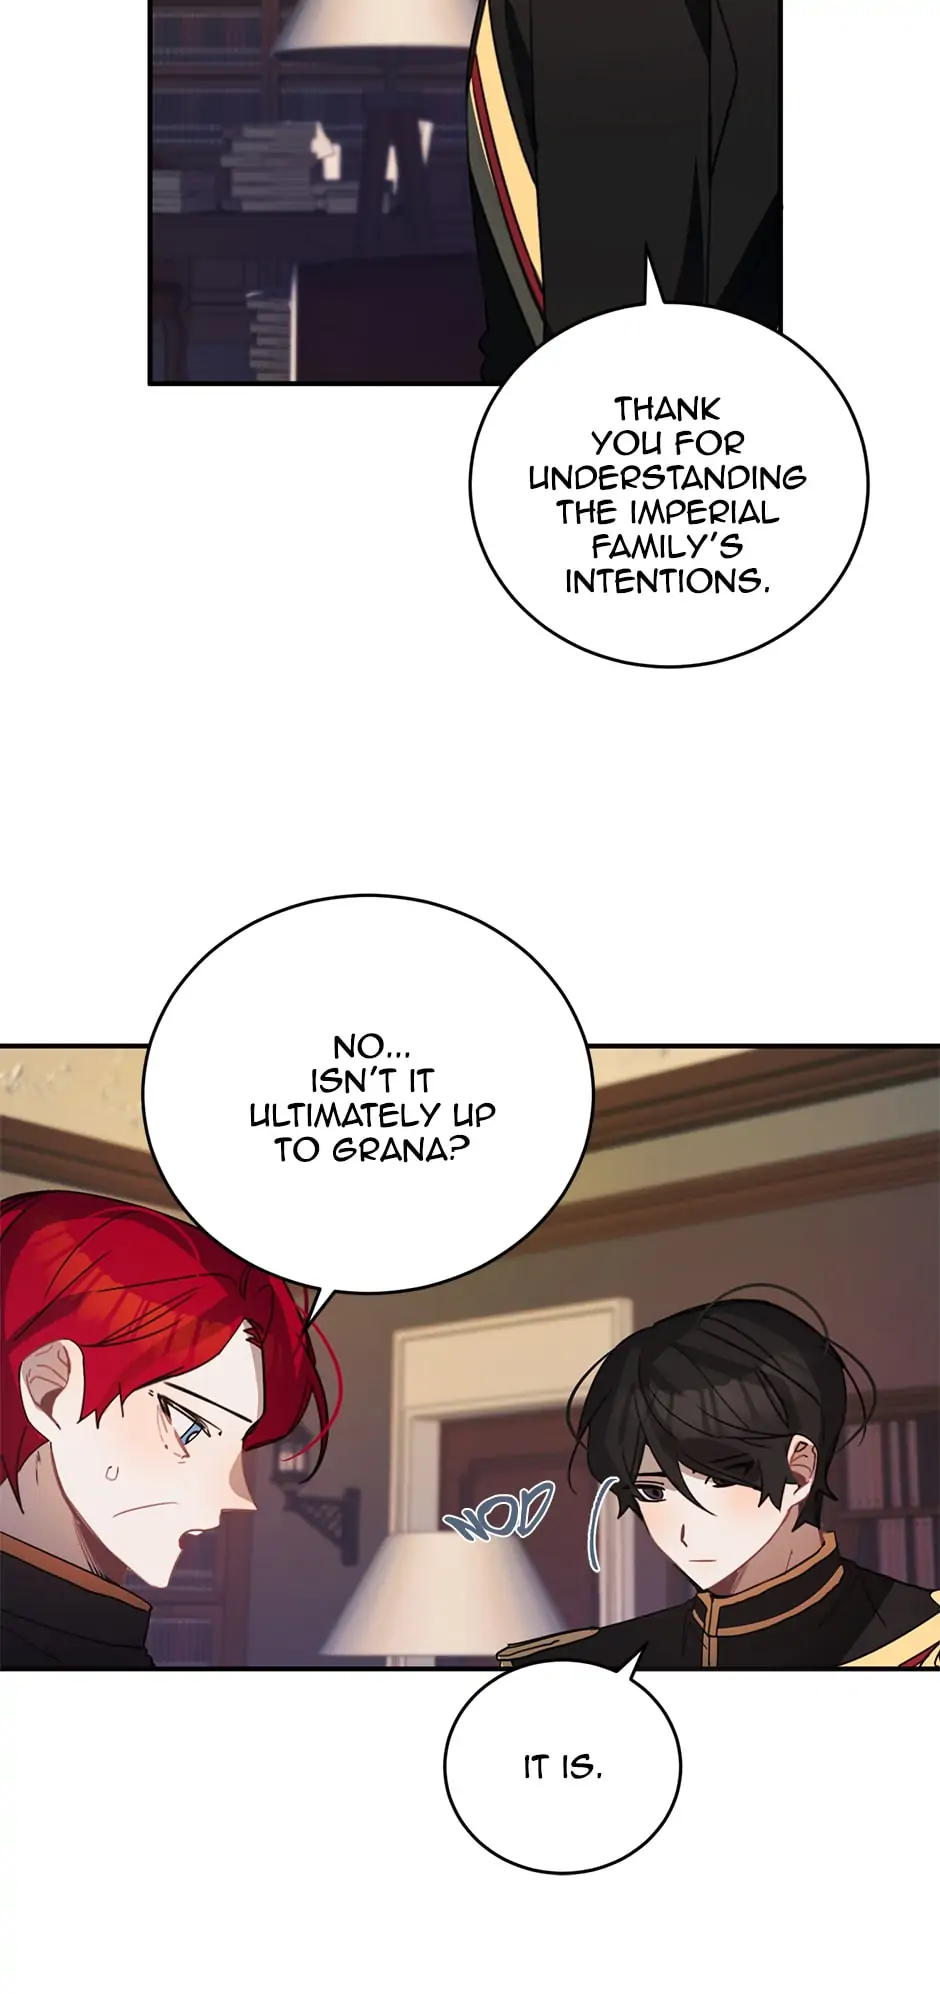 THANK
YOU FOR
UNDERSTANDING
THE IMPERIAL
FAMILY'S
INTENTIONS.
NO...
ISN'T IT
ULTIMATELY UP
TO GRANA?
NOD
IT IS.